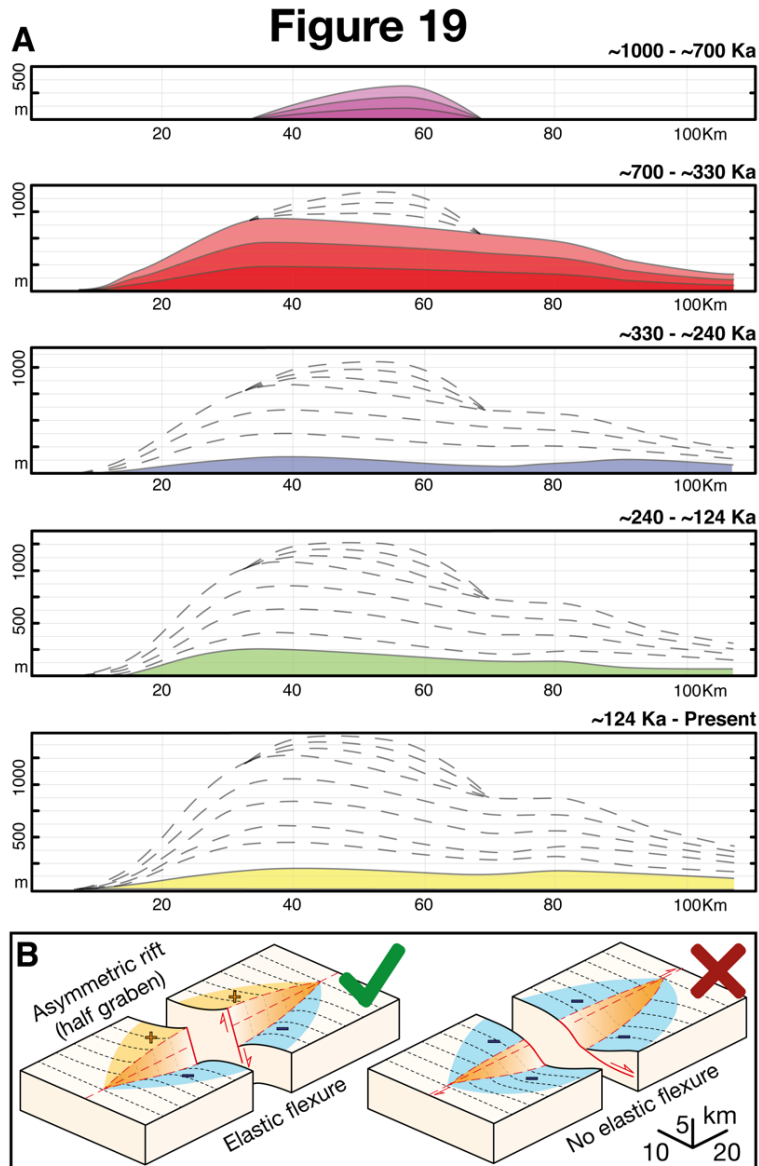 Figure 19
A
~1000 - ~700 Ka
500
m
20 40 60 80 100Km
~700 - ~330 Ka
1000
m
20 40 60 80 100Km
~330 - ~240 Ka
1000
m
20 40 60 80 100Km
~240 - ~124 Ka
1000
500
m
20 40 60 80 100Km
~124 Ka - Present
1000
500
m
20 40 60 80 100Km
B
Asymmetric rift
(half graben)
+
+
-
-
Elastic flexure
-
-
-
-
No elastic flexure
5 km
10 20